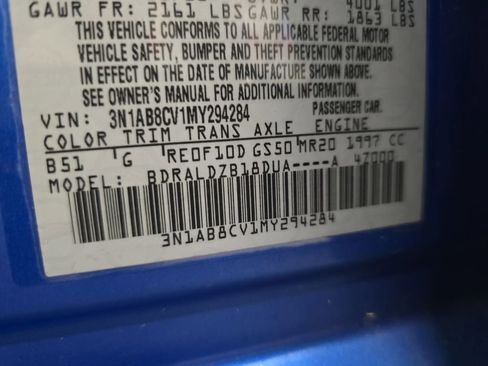 4001 LBS
GAWR FR: 2161 LBS GAWR RR: 1863 LBS
THIS VEHICLE CONFORMS TO ALL APPLICABLE FEDERAL MOTOR
VEHICLE SAFETY, BUMPER AND THEFT PREVENTION STANDARDS
IN EFFECT ON THE DATE OF MANUFACTURE SHOWN ABOVE.
SEE OWNER'S MANUAL FOR ADDITIONAL INFORMATION.
VIN: 3N1AB8CV1MY294284 PASSENGER CAR
COLOR TRIM TRANS AXLE ENGINE
B51 G RE0F10D GS50 MR20 1997 CC
MODEL: BDRALDZB18DUA----A 47000
3N1AB8CV1MY294284